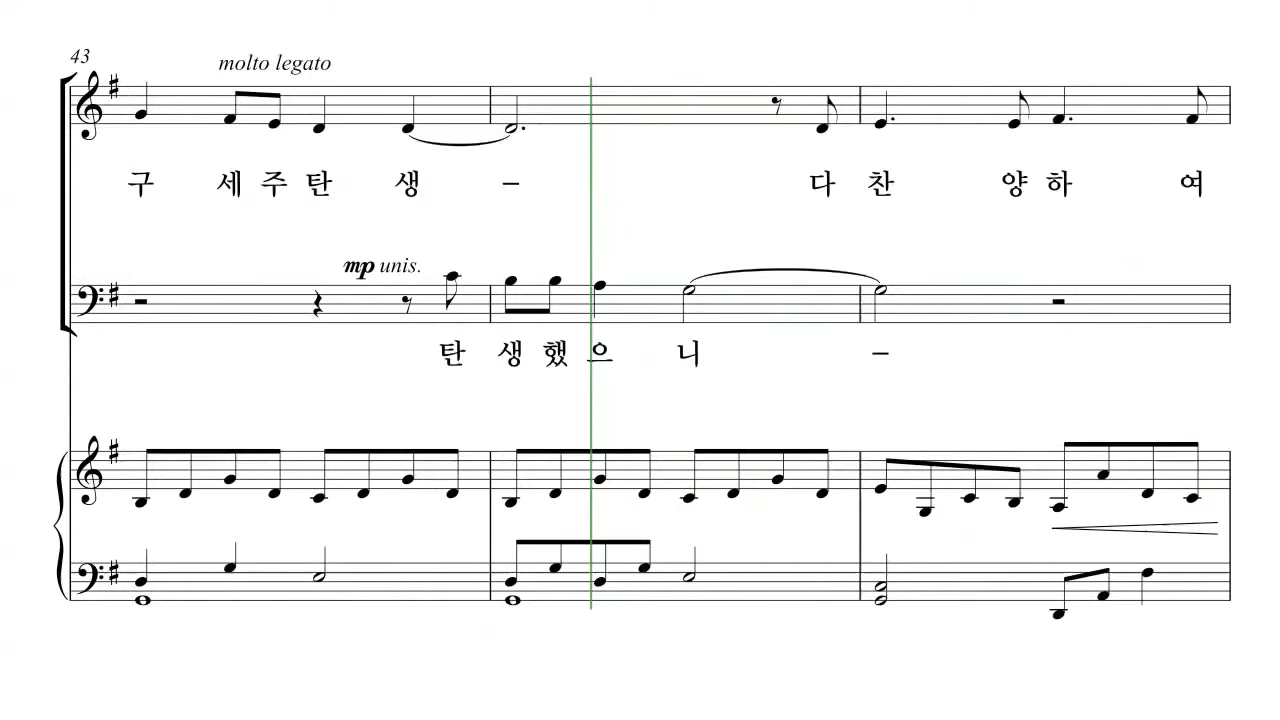 43
molto legato
구 세 주 탄 생 – 다 찬 양 하 여
mp unis.
탄 생 했 으 니 –